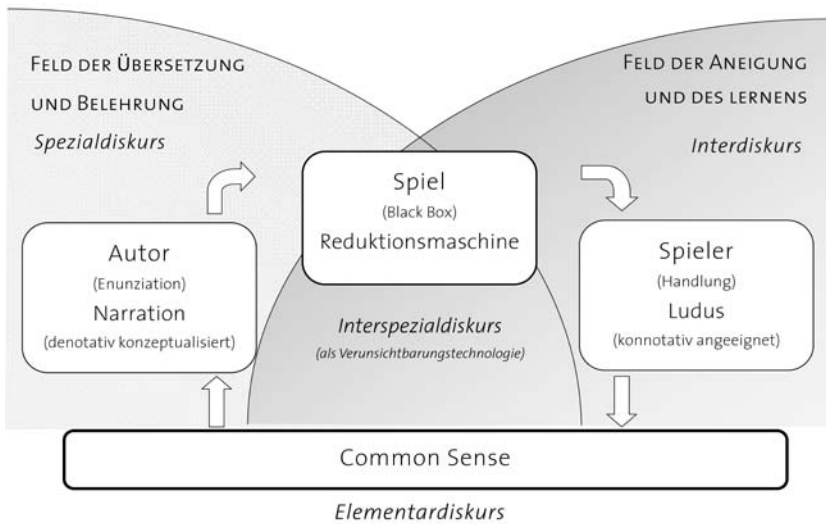 FELD DER ÜBERSETZUNG
UND BELEHRUNG
Spezialdiskurs
FELD DER ANEIGUNG
UND DES LERNENS
Interdiskurs
Spiel
(Black Box)
Reduktionsmaschine
Autor
(Enunziation)
Narration
(denotativ konzeptualisiert)
Spieler
(Handlung)
Ludus
(konnotativ angeeignet)
Interspezialdiskurs
(als Verunsichtbarungstechnologie)
Common Sense
Elementardiskurs